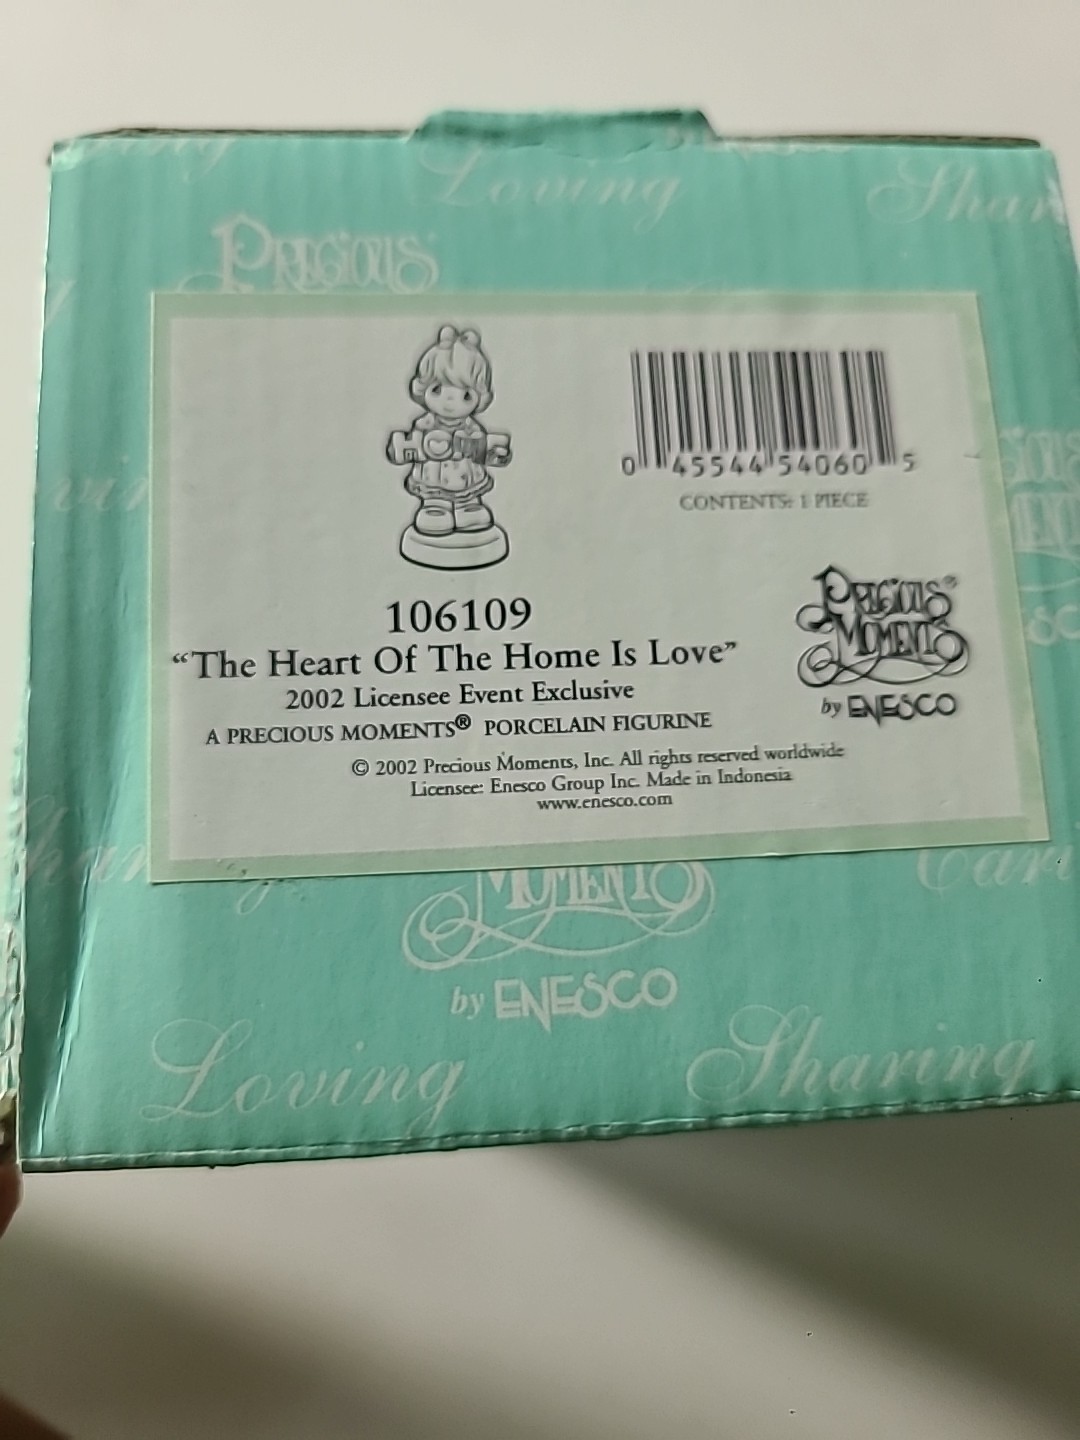 Loving
Sharing
PRECIOUS
HOME
0 45544 54060 5
CONTENTS: 1 PIECE
106109
"The Heart Of The Home Is Love"
2002 Licensee Event Exclusive
A PRECIOUS MOMENTS® PORCELAIN FIGURINE
© 2002 Precious Moments, Inc. All rights reserved worldwide
Licensee: Enesco Group Inc. Made in Indonesia
www.enesco.com
PRECIOUS®
MOMENTS
by ENESCO
MOMENTS
by ENESCO
Loving
Sharing